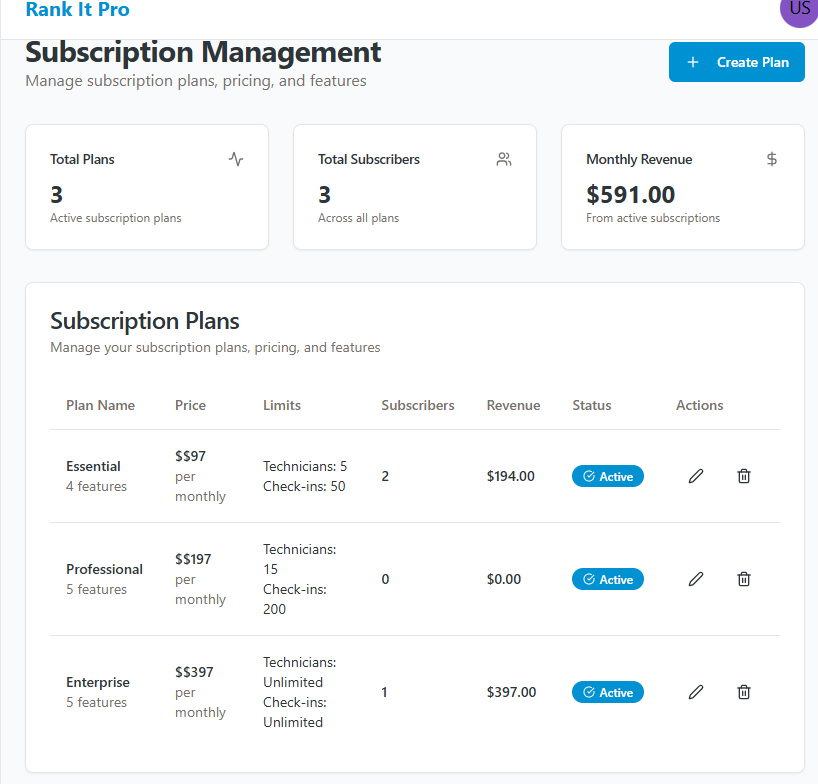 Rank It Pro
US
Subscription Management
Manage subscription plans, pricing, and features
Create Plan
Total Plans
3
Active subscription plans
Total Subscribers
3
Across all plans
Monthly Revenue
$591.00
From active subscriptions
Subscription Plans
Manage your subscription plans, pricing, and features
Plan Name Price Limits Subscribers Revenue Status Actions
Essential
4 features
$$97
per
monthly
Technicians: 5
Check-ins: 50
2
$194.00
Active
Professional
5 features
$$197
per
monthly
Technicians:
15
Check-ins:
200
0
$0.00
Active
Enterprise
5 features
$$397
per
monthly
Technicians:
Unlimited
Check-ins:
Unlimited
1
$397.00
Active